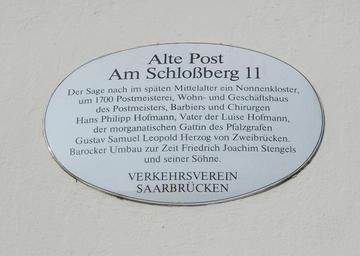 Alte Post
Am Schloßberg 11
Der Sage nach im späten Mittelalter ein Nonnenkloster,
um 1700 Postmeisterei, Wohn- und Geschäftshaus
des Postmeisters, Barbiers und Chirurgen
Hans Philipp Hofmann, Vater der Luise Hofmann,
der morganatischen Gattin des Pfalzgrafen
Gustav Samuel Leopold Herzog von Zweibrücken.
Barocker Umbau zur Zeit Friedrich Joachim Stengels
und seiner Söhne.
VERKEHRSVEREIN
SAARBRÜCKEN